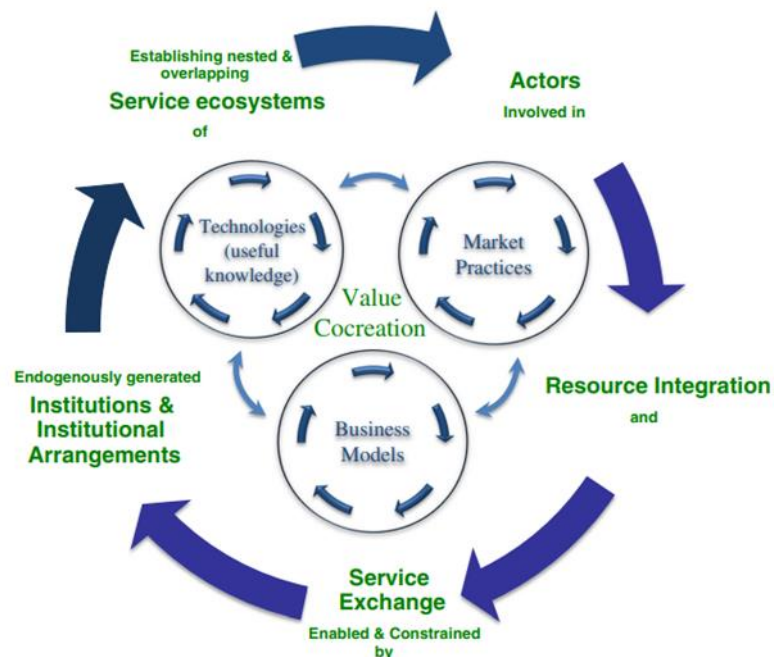 Establishing nested &
overlapping
Service ecosystems
of
Actors
Involved in
Technologies
(useful
knowledge)
Market
Practices
Value
Cocreation
Endogenously generated
Institutions &
Institutional
Arrangements
Resource Integration
and
Business
Models
Service
Exchange
Enabled & Constrained
by